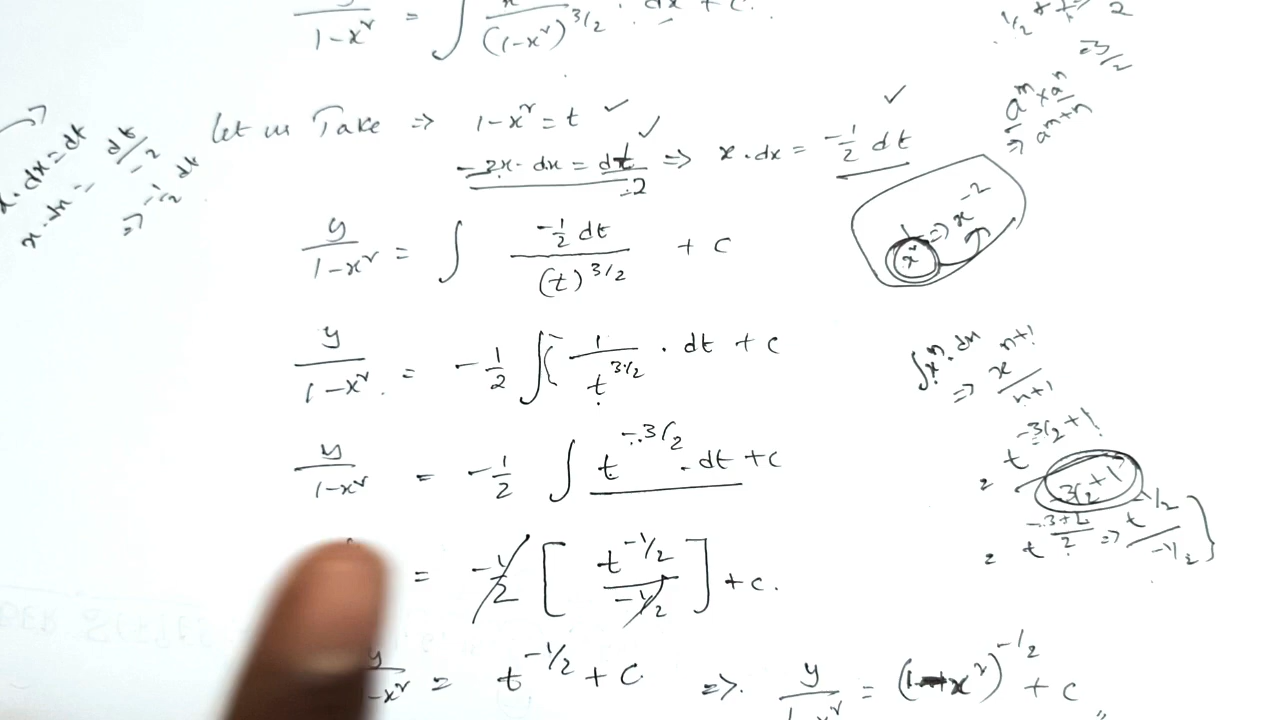 y/(1-x²) = ∫ x/(1-x²)^(3/2) · dx + c.
let us Take ⇒ 1-x² = t ✓
-2x·dx = dt/-2 ✓ ⇒ x·dx = -1/2 dt ✓
y/(1-x²) = ∫ (-1/2 dt)/(t)^(3/2) + c
y/(1-x²) = -1/2 ∫ 1/t^(3/2) · dt + c
y/(1-x²) = -1/2 ∫ t^(-3/2) · dt + c
= -1/2 [ t^(-1/2)/(-1/2) ] + c.
y/(-x²) = t^(-1/2) + c ⇒ y/(1-x²) = (1-x²)^(-1/2) + c
x·dx = dt
x·dx = dt/-2
⇒ -1/2 dt
⇒ 3/2
a^m × a^n
⇒ a^(m+n)
1/x² ⇒ x^(-2)
∫x^n·dx
⇒ x^(n+1)/(n+1)
= t^(-3/2+1)/(-3/2+1)
= t^((-3+2)/2) ⇒ t^(-1/2)/(-1/2)